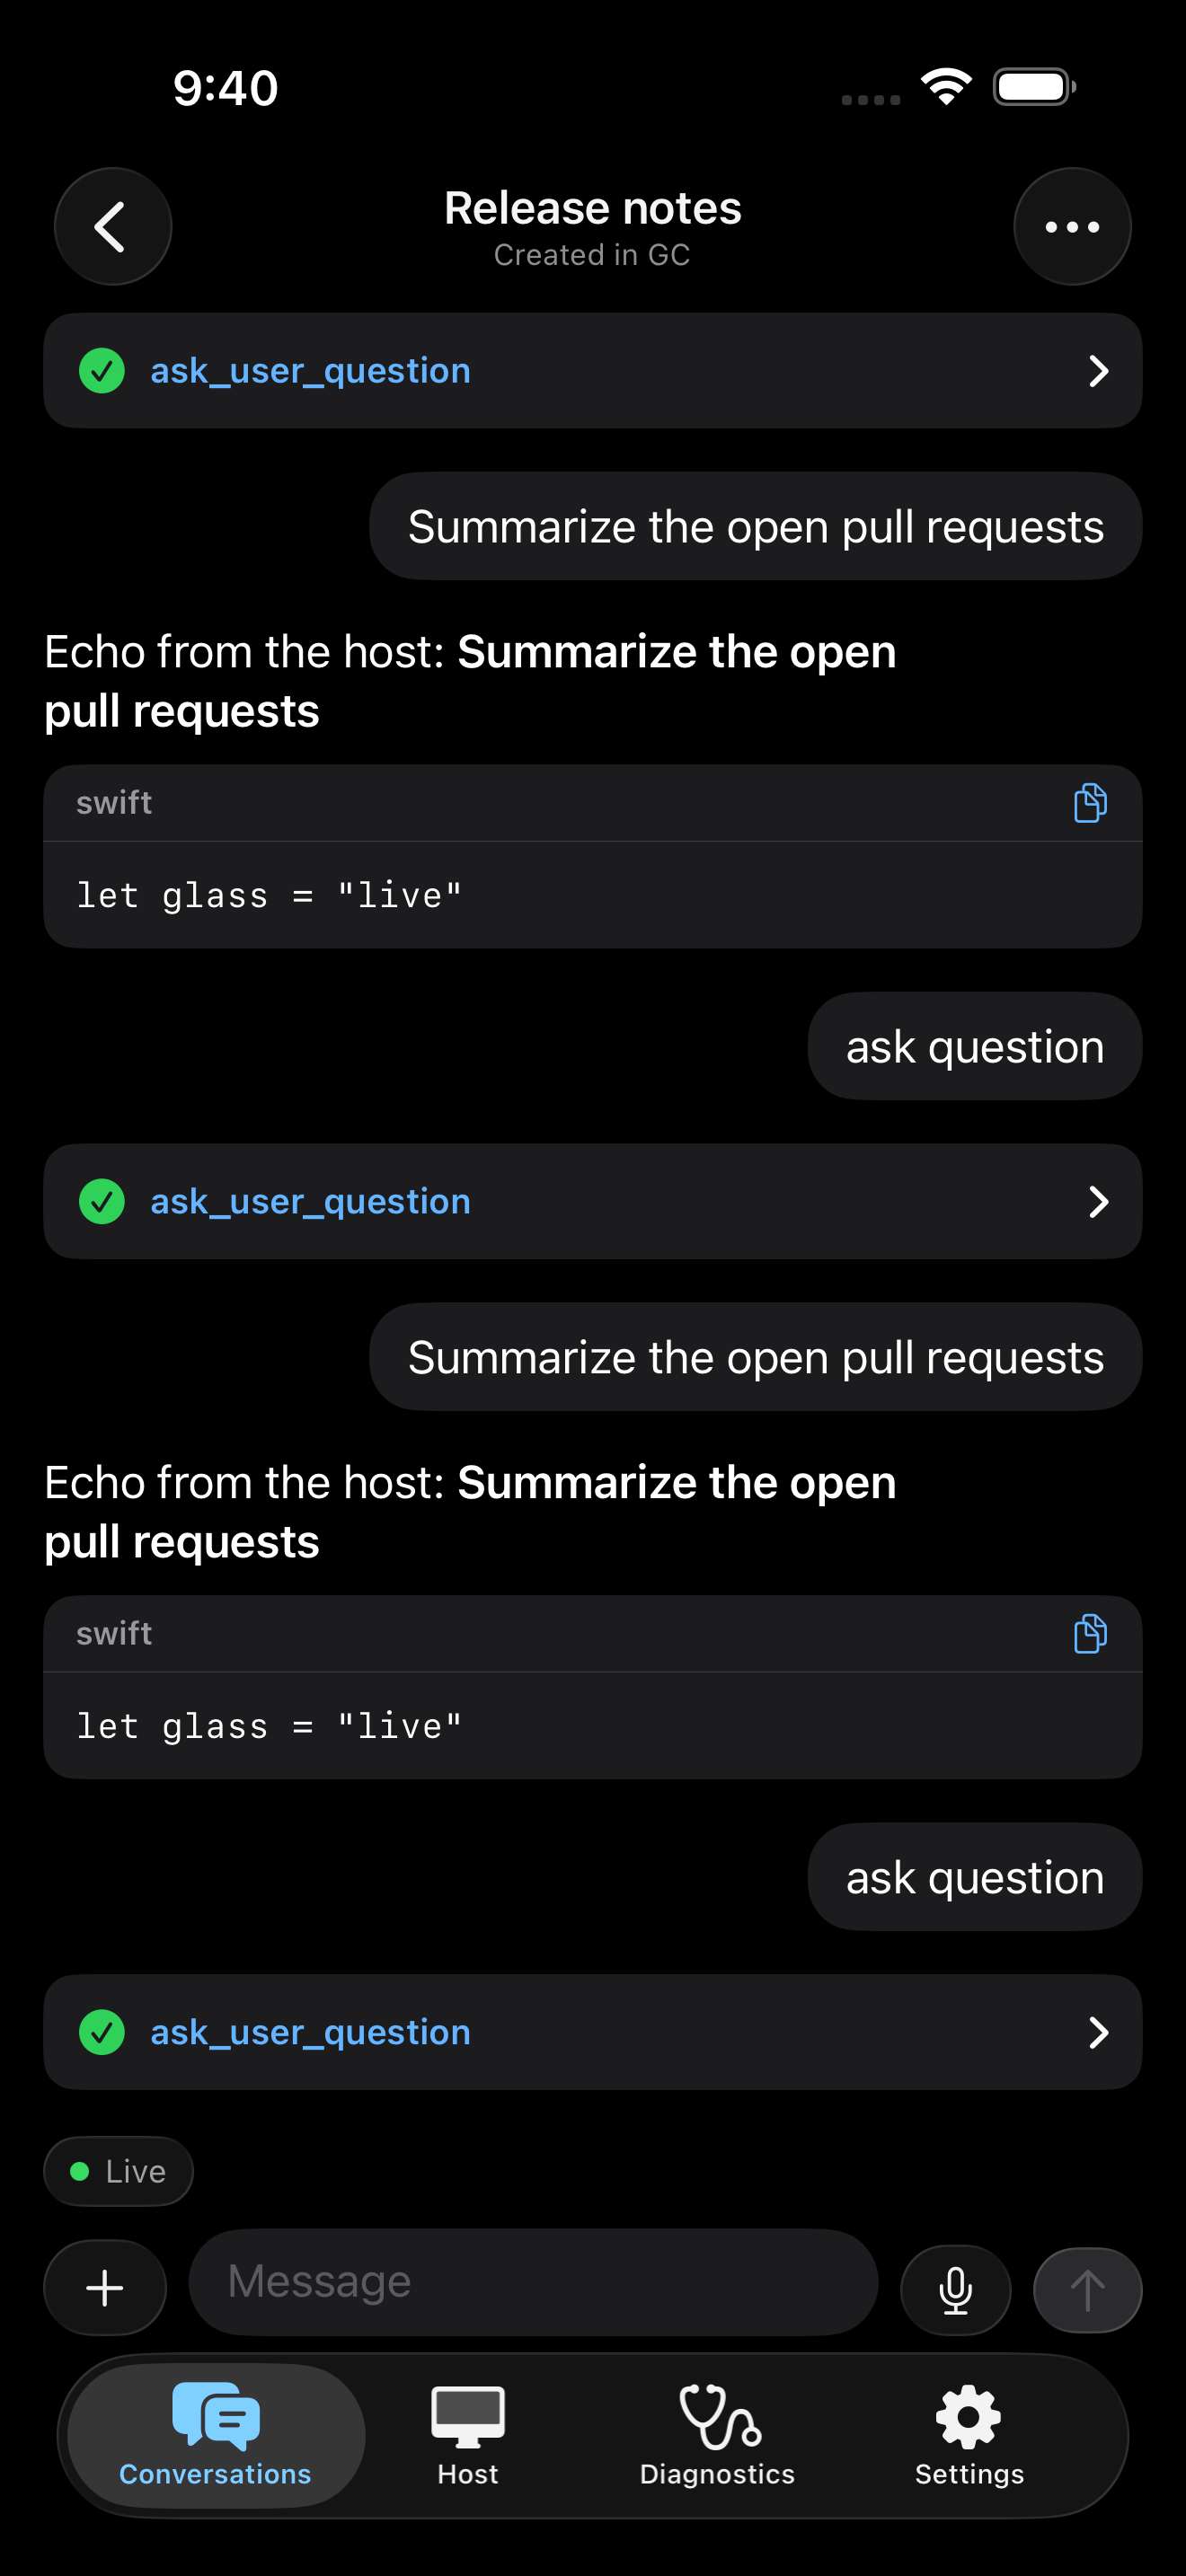 9:40
Release notes
Created in GC
ask_user_question
Summarize the open pull requests
Echo from the host: Summarize the open
pull requests
swift
let glass = "live"
ask question
ask_user_question
Summarize the open pull requests
Echo from the host: Summarize the open
pull requests
swift
let glass = "live"
ask question
ask_user_question
Live
Message
Conversations
Host
Diagnostics
Settings